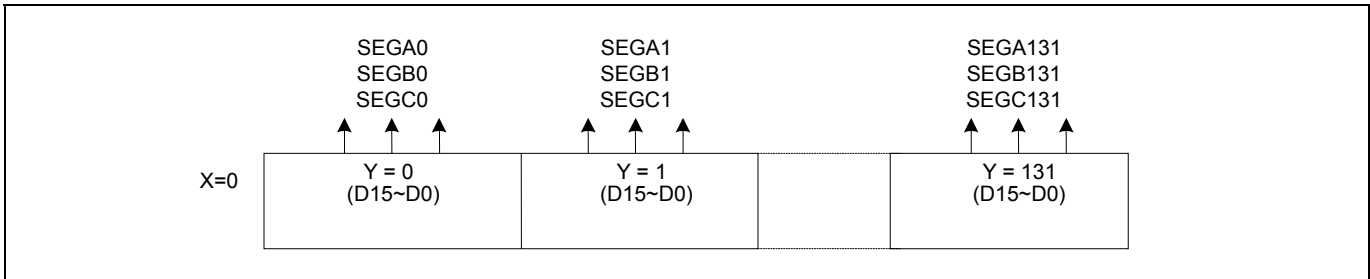 SEGA0 SEGA1 SEGA131
SEGB0 SEGB1 SEGB131
SEGC0 SEGC1 SEGC131
X=0 Y = 0 Y = 1 Y = 131
(D15~D0) (D15~D0) (D15~D0)